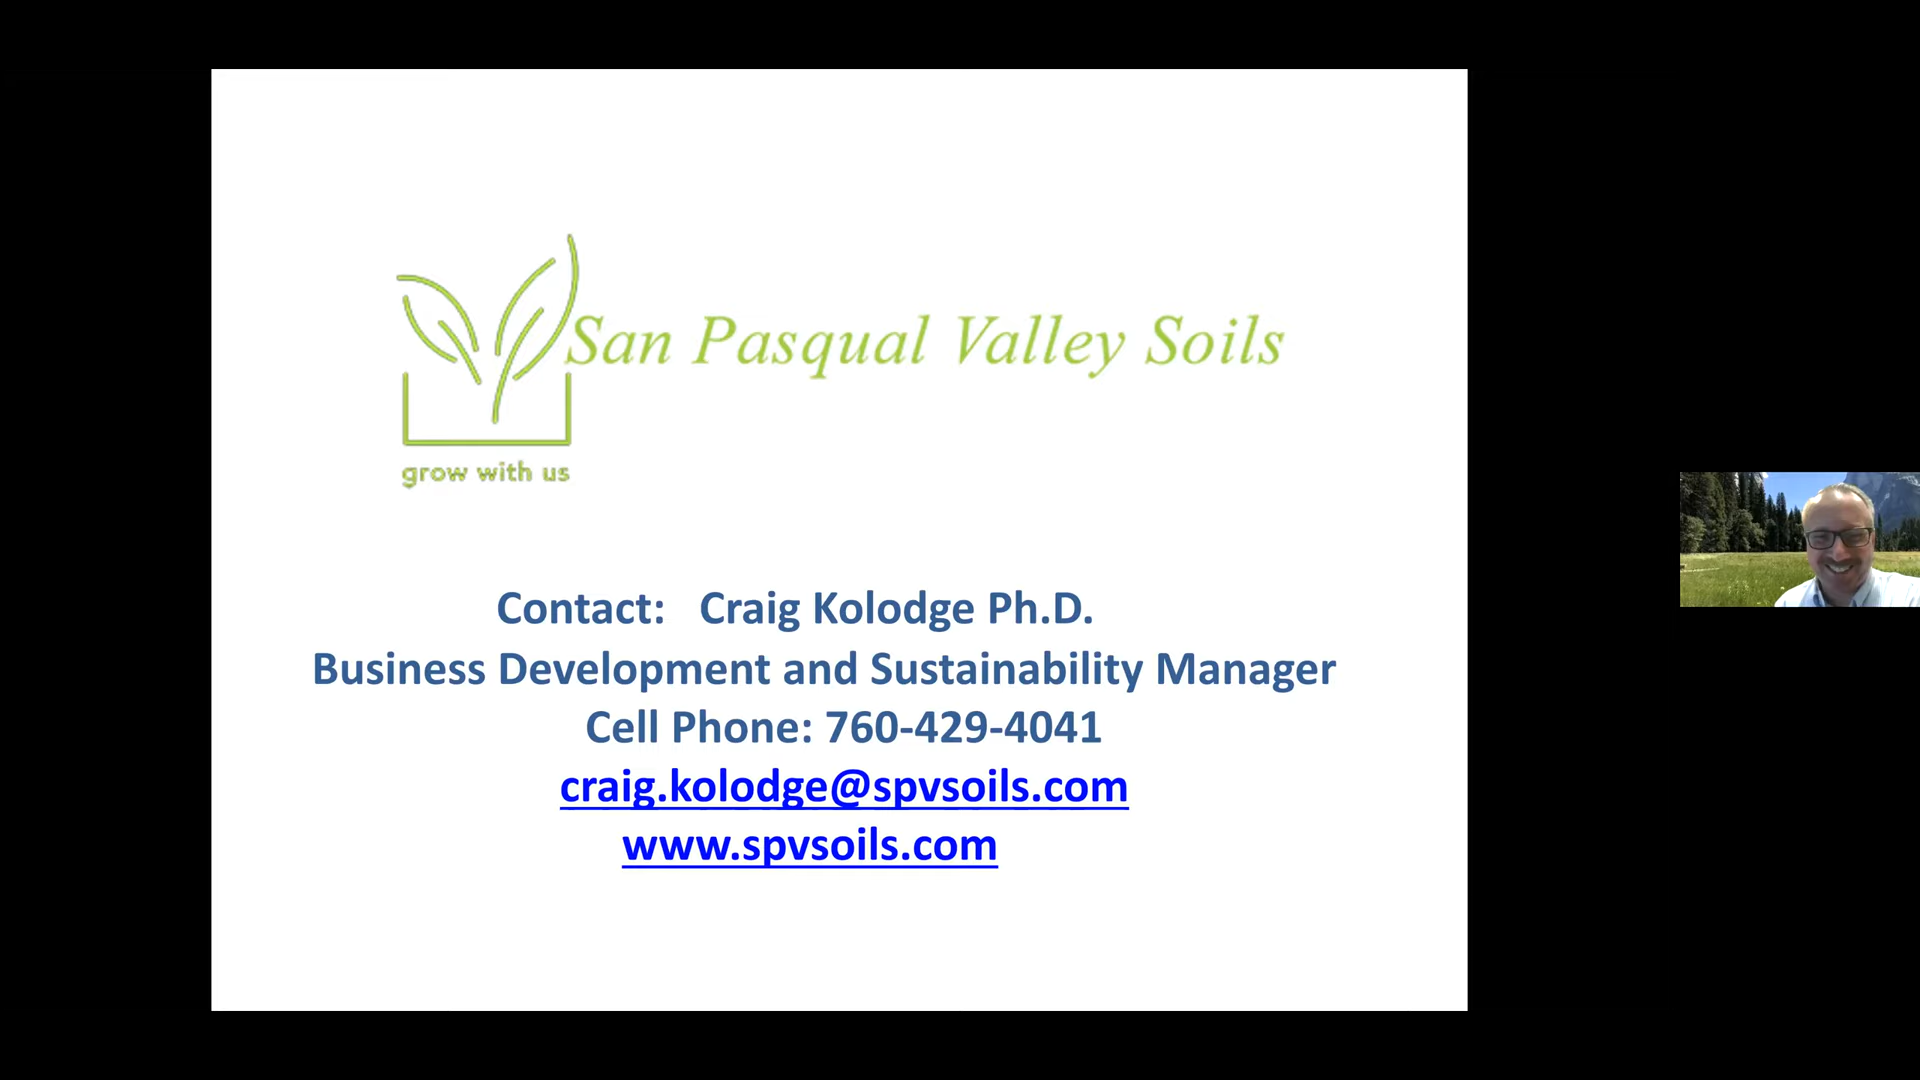 San Pasqual Valley Soils
grow with us
Contact: Craig Kolodge Ph.D.
Business Development and Sustainability Manager
Cell Phone: 760-429-4041
craig.kolodge@spvsoils.com
www.spvsoils.com